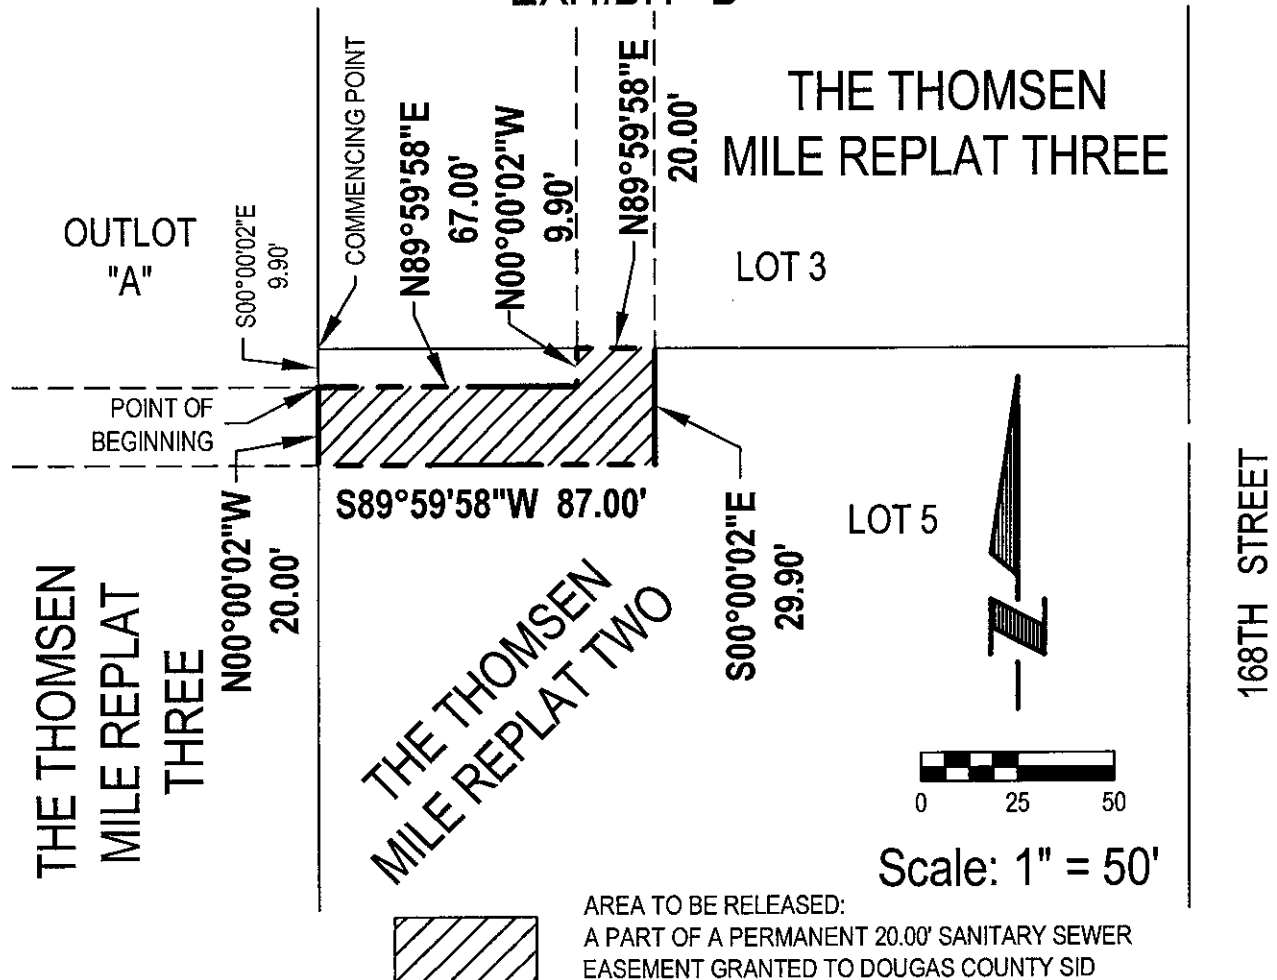 COMMENCING POINT
N89°59'58"E
67.00'
N00°00'02"W
9.90'
N89°59'58"E
20.00'
THE THOMSEN
MILE REPLAT THREE
OUTLOT
"A"
S00°00'02"E
9.90'
LOT 3
POINT OF
BEGINNING
S89°59'58"W 87.00'
N00°00'02"W
20.00'
S00°00'02"E
29.90'
LOT 5
168TH STREET
THE THOMSEN
MILE REPLAT
THREE
THE THOMSEN
MILE REPLAT TWO
0 25 50
Scale: 1" = 50'
AREA TO BE RELEASED:
A PART OF A PERMANENT 20.00' SANITARY SEWER
EASEMENT GRANTED TO DOUGAS COUNTY SID